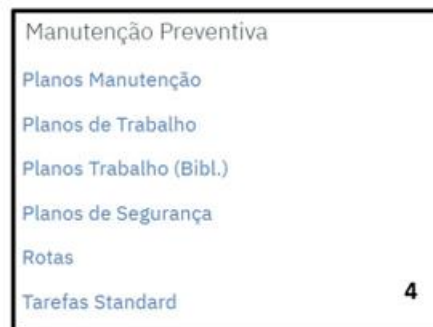 Manutenção Preventiva
Planos Manutenção
Planos de Trabalho
Planos Trabalho (Bibl.)
Planos de Segurança
Rotas
Tarefas Standard
4